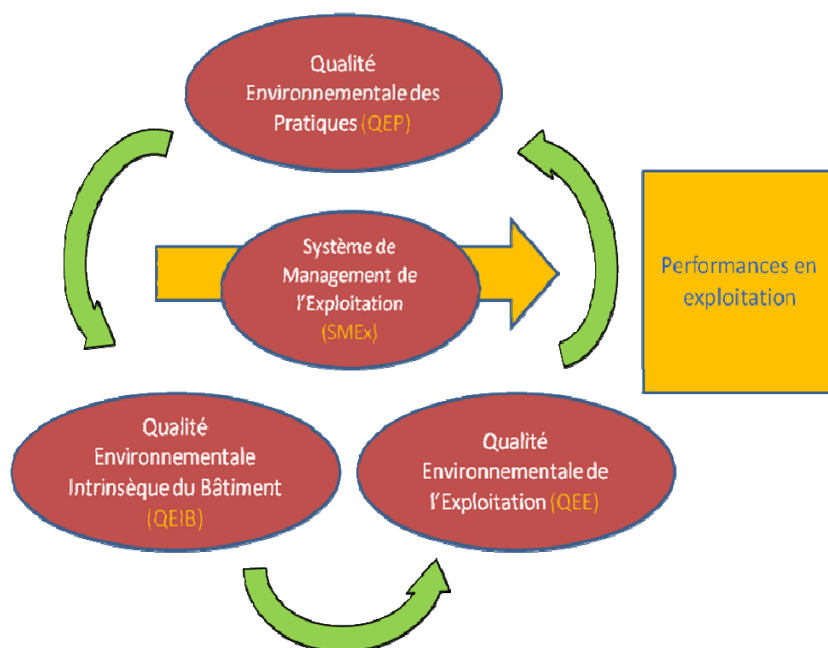 Qualité
Environnementale des
Pratiques (QEP)
Système de
Management de
l'Exploitation
(SMEx)
Performances en
exploitation
Qualité
Environnementale
Intrinsèque du Bâtiment
(QEIB)
Qualité
Environnementale de
l'Exploitation (QEE)